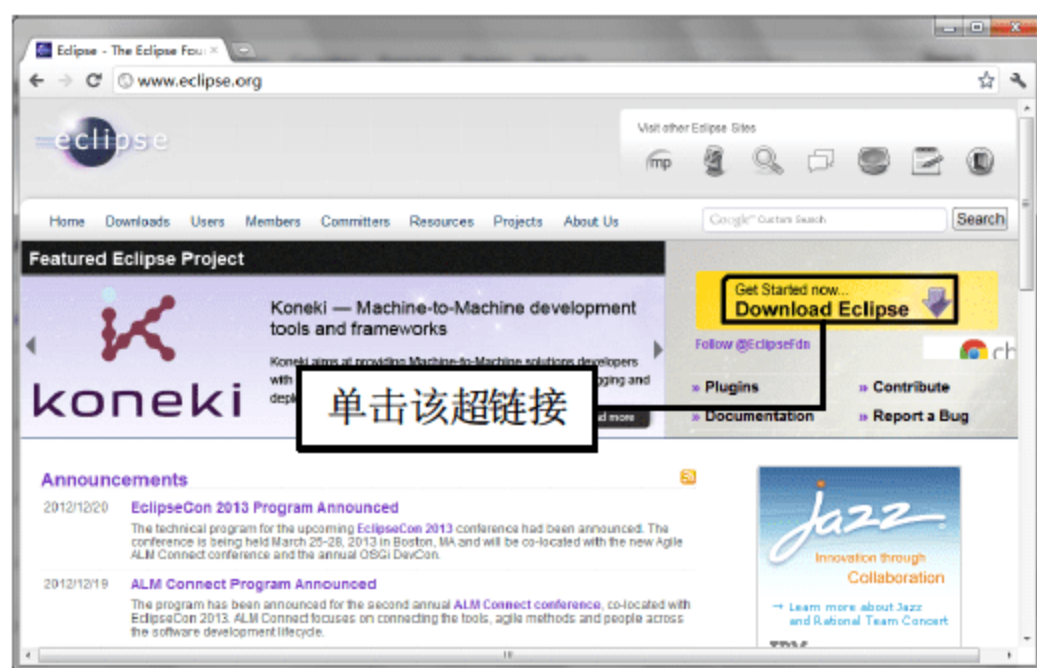 Eclipse - The Eclipse Fou
www.eclipse.org
eclipse
Visit other Eclipse Sites
mp
Home Downloads Users Members Committers Resources Projects About Us
Google™ Custom Search
Search
Featured Eclipse Project
Koneki — Machine-to-Machine development
tools and frameworks
Koneki aims at providing Machine-to-Machine solutions developers
with
gging and
depl
koneki
Get Started now...
Download Eclipse
Follow @EclipseFdn
ch
单击该超链接
d more
» Plugins
» Contribute
» Documentation
» Report a Bug
Announcements
2012/12/20 EclipseCon 2013 Program Announced
The technical program for the upcoming EclipseCon 2013 conference had been announced. The
conference is being held March 25-28, 2013 in Boston, MA and will be co-located with the new Agile
ALM Connect conference and the annual OSGi DevCon.
2012/12/19 ALM Connect Program Announced
The program has been announced for the second annual ALM Connect conference, co-located with
EclipseCon 2013. ALM Connect focuses on connecting the tools, agile methods and people across
the software development lifecycle.
Jazz
Innovation through
Collaboration
→ Learn more about Jazz
and Rational Team Concert